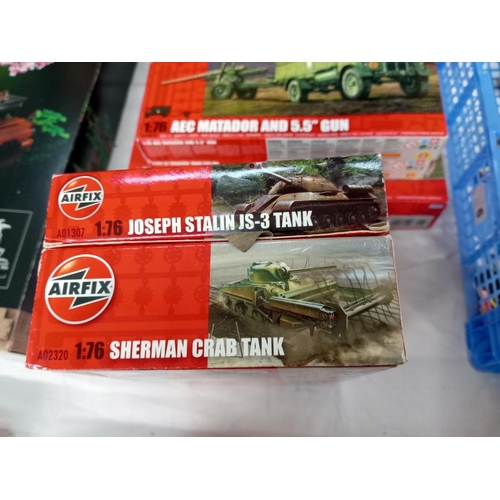 1:76 AEC MATADOR AND 5.5" GUN
AIRFIX
A01307 1:76 JOSEPH STALIN JS-3 TANK
AIRFIX
A02320 1:76 SHERMAN CRAB TANK